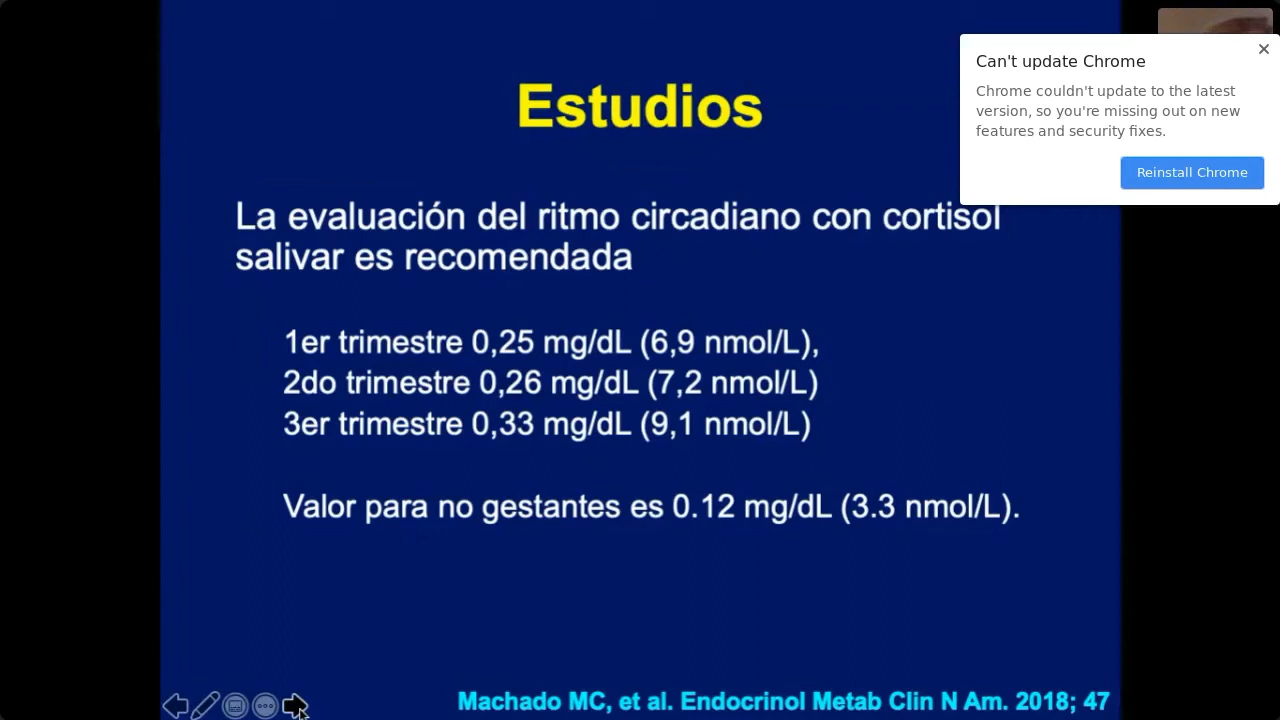 Estudios
Can't update Chrome
Chrome couldn't update to the latest
version, so you're missing out on new
features and security fixes.
Reinstall Chrome
La evaluación del ritmo circadiano con cortisol
salivar es recomendada
1er trimestre 0,25 mg/dL (6,9 nmol/L),
2do trimestre 0,26 mg/dL (7,2 nmol/L)
3er trimestre 0,33 mg/dL (9,1 nmol/L)
Valor para no gestantes es 0.12 mg/dL (3.3 nmol/L).
Machado MC, et al. Endocrinol Metab Clin N Am. 2018; 47